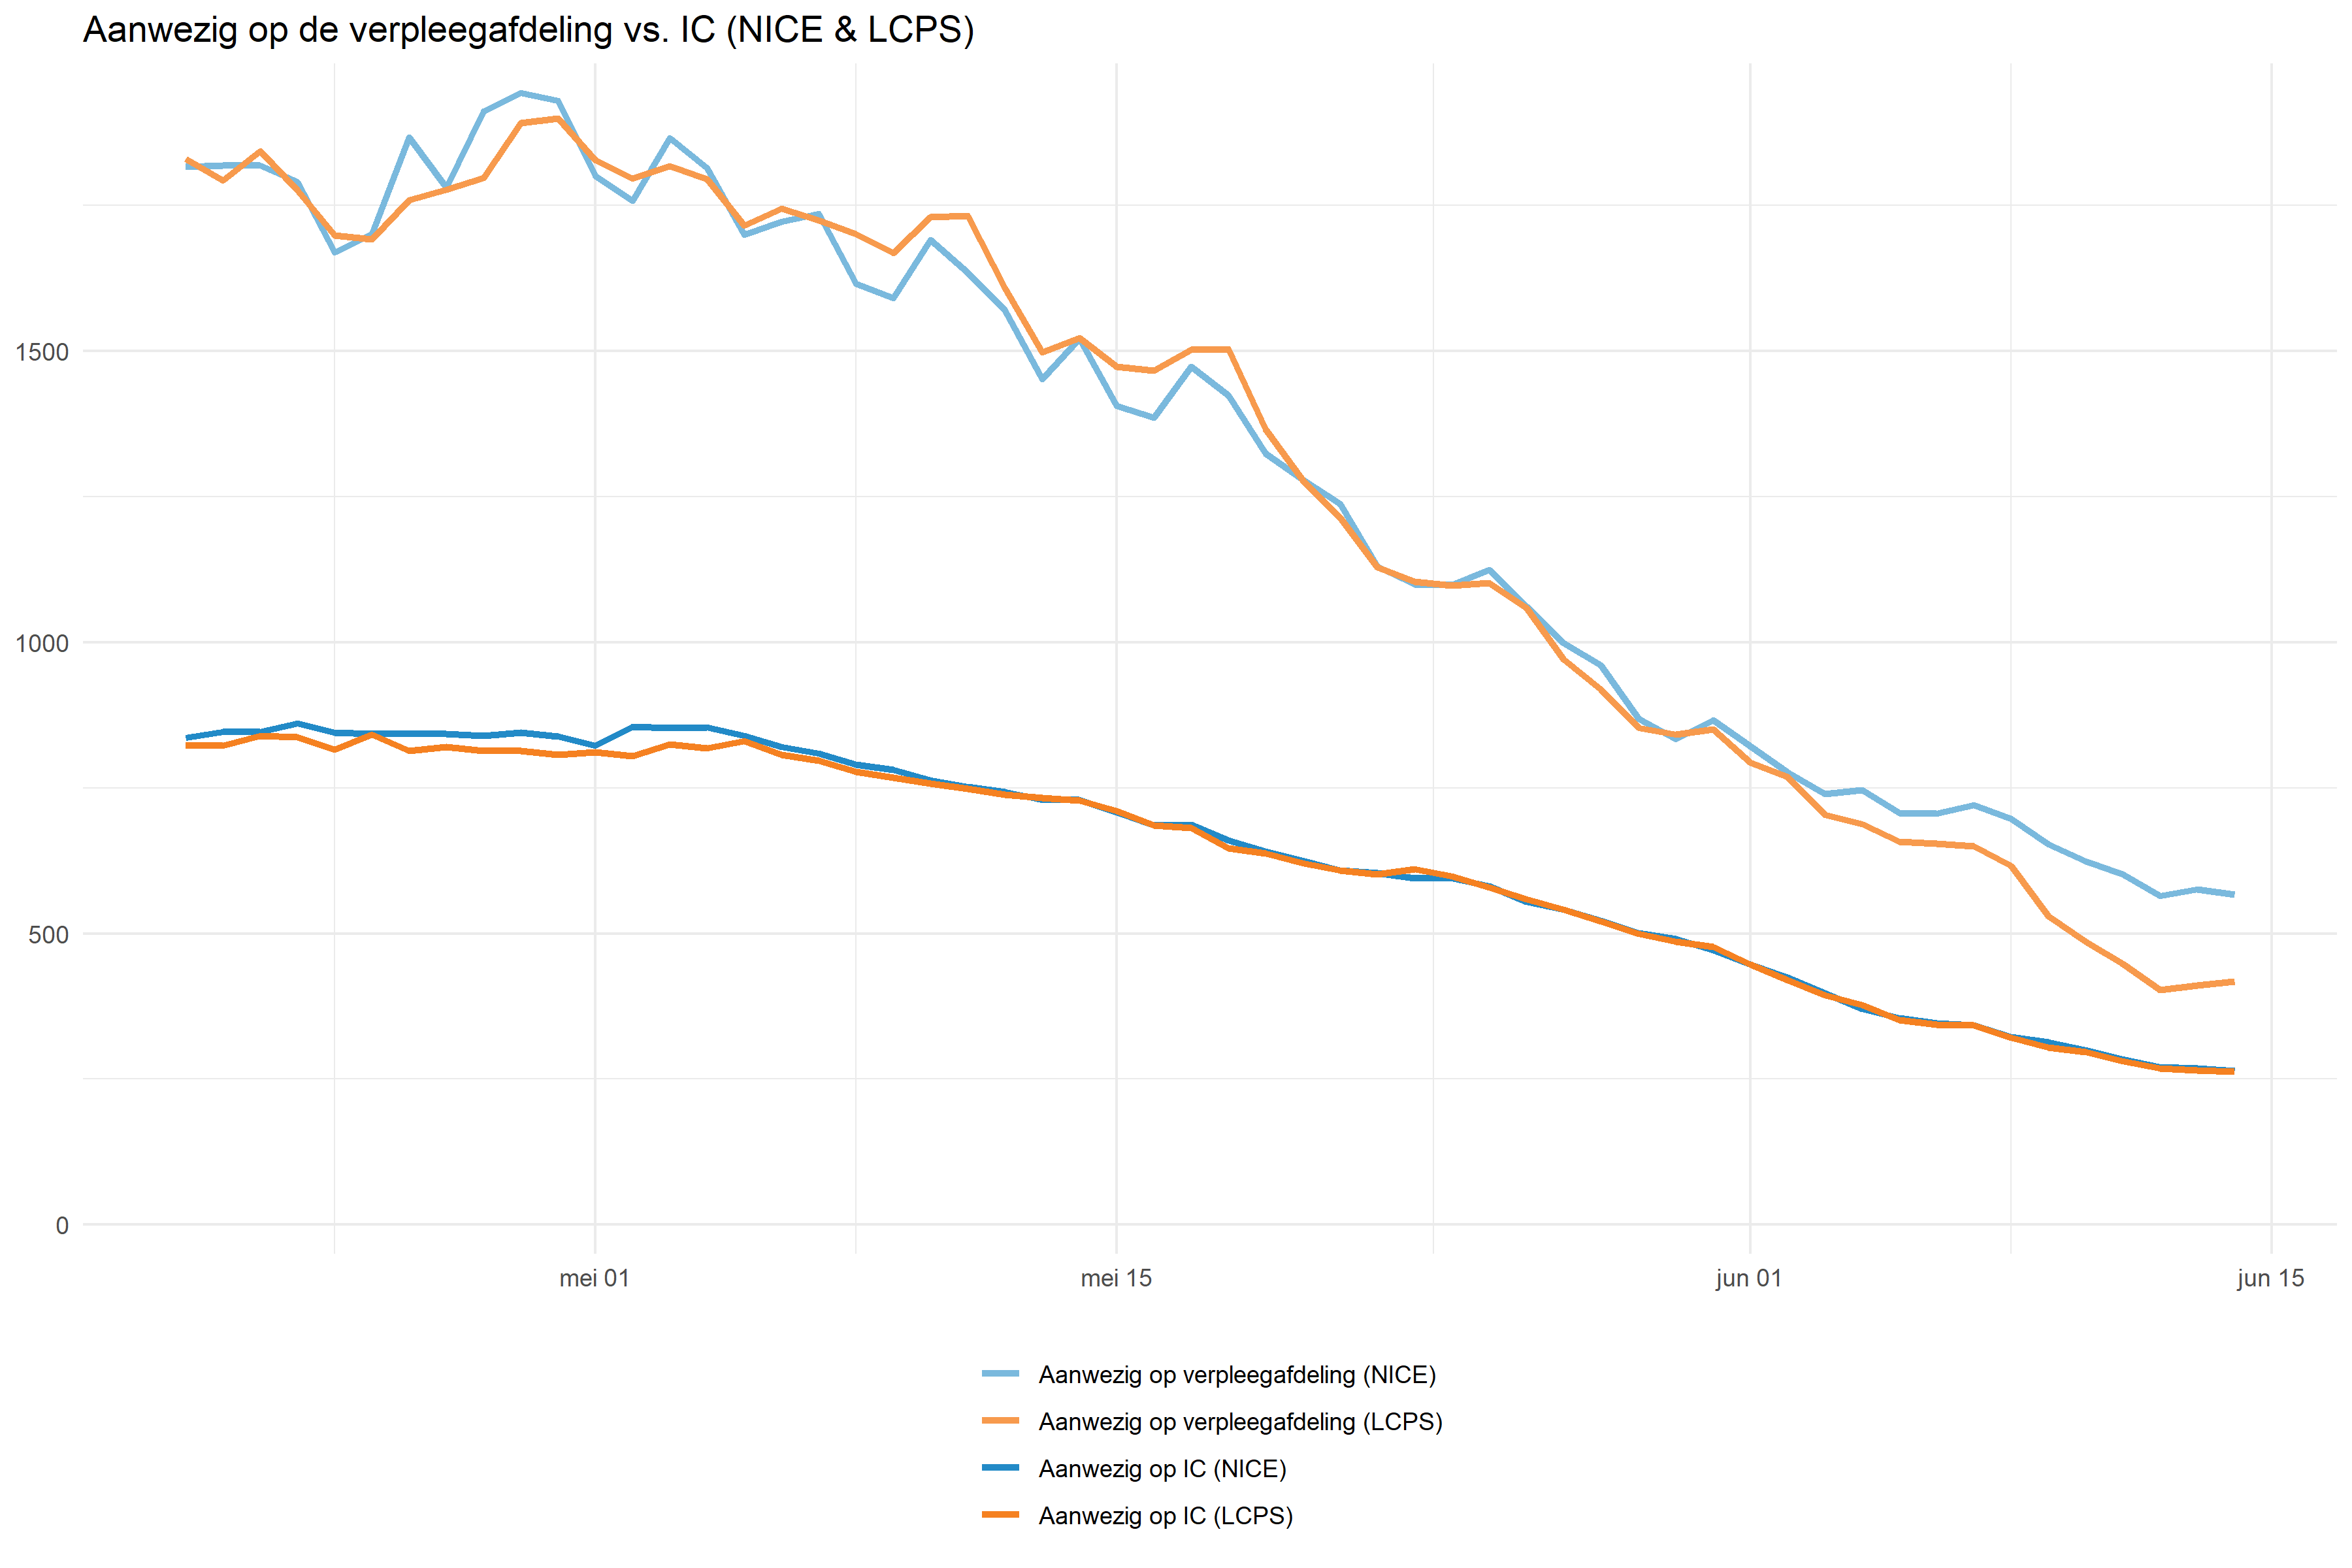 Aanwezig op de verpleegafdeling vs. IC (NICE & LCPS)
1500
1000
500
0
mei 01 mei 15 jun 01 jun 15
Aanwezig op verpleegafdeling (NICE)
Aanwezig op verpleegafdeling (LCPS)
Aanwezig op IC (NICE)
Aanwezig op IC (LCPS)